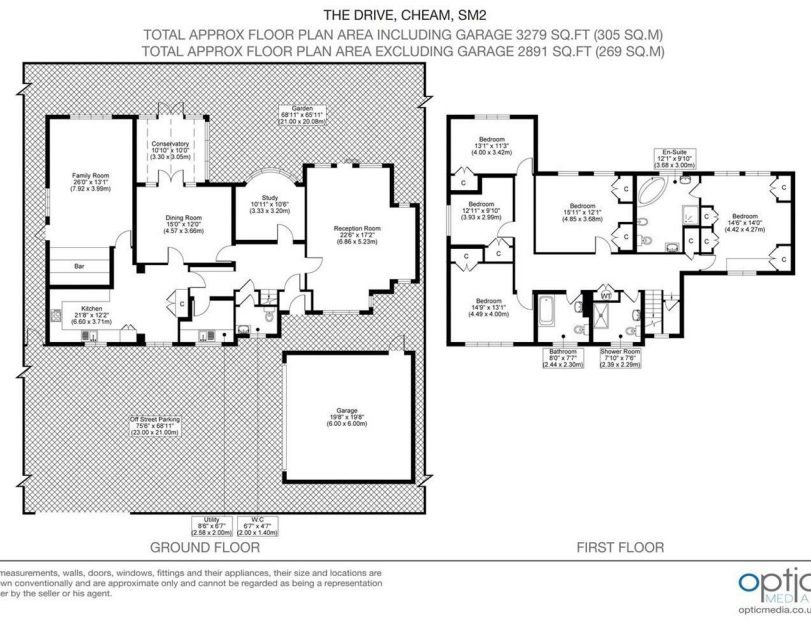 THE DRIVE, CHEAM, SM2
TOTAL APPROX FLOOR PLAN AREA INCLUDING GARAGE 3279 SQ.FT (305 SQ.M)
TOTAL APPROX FLOOR PLAN AREA EXCLUDING GARAGE 2891 SQ.FT (269 SQ.M)
Garden
68'11" x 65'11"
(21.00 x 20.08m)
Conservatory
10'10" x 10'0"
(3.30 x 3.05m)
Family Room
26'0" x 13'1"
(7.92 x 3.99m)
Study
10'11" x 10'6"
(3.33 x 3.20m)
Dining Room
15'0" x 12'0"
(4.57 x 3.66m)
Reception Room
22'6" x 17'2"
(6.86 x 5.23m)
Bar
Kitchen
21'8" x 12'2"
(6.60 x 3.71m)
C
Garage
19'8" x 19'8"
(6.00 x 6.00m)
Off Street Parking
75'6" x 68'11"
(23.00 x 21.00m)
Utility
8'6" x 6'7"
(2.58 x 2.00m)
W.C
6'7" x 4'7"
(2.00 x 1.40m)
GROUND FLOOR
Bedroom
13'1" x 11'3"
(4.00 x 3.42m)
C
En-Suite
12'1" x 9'10"
(3.68 x 3.00m)
Bedroom
12'11" x 9'10"
(3.93 x 2.99m)
Bedroom
15'11" x 12'1"
(4.85 x 3.68m)
C
C
Bedroom
14'6" x 14'0"
(4.42 x 4.27m)
C
C
C
C
C
C
C
Bedroom
14'9" x 13'1"
(4.49 x 4.00m)
WT
Bathroom
8'0" x 7'7"
(2.44 x 2.30m)
Shower Room
7'10" x 7'6"
(2.39 x 2.29m)
FIRST FLOOR
measurements, walls, doors, windows, fittings and their appliances, their size and locations are
wn conventionally and are approximate only and cannot be regarded as being a representation
er by the seller or his agent.
optic
MEDIA
opticmedia.co.u